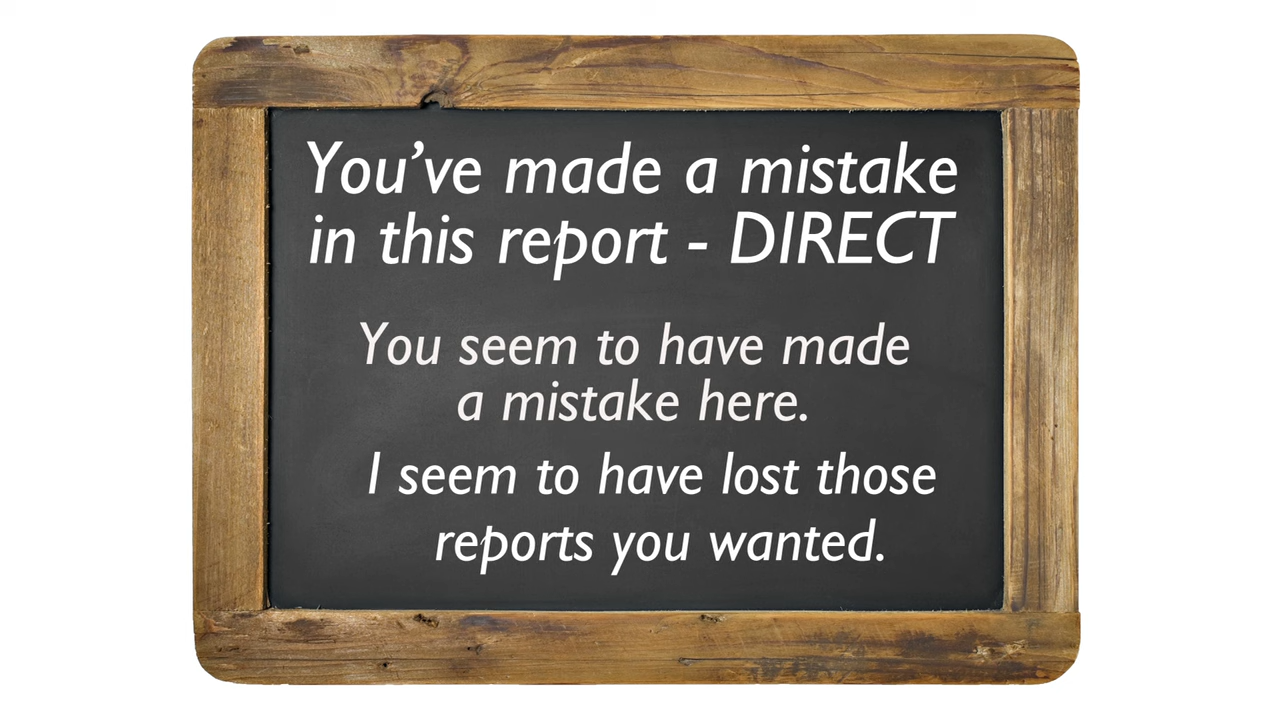 You've made a mistake
in this report - DIRECT
You seem to have made
a mistake here.
I seem to have lost those
reports you wanted.